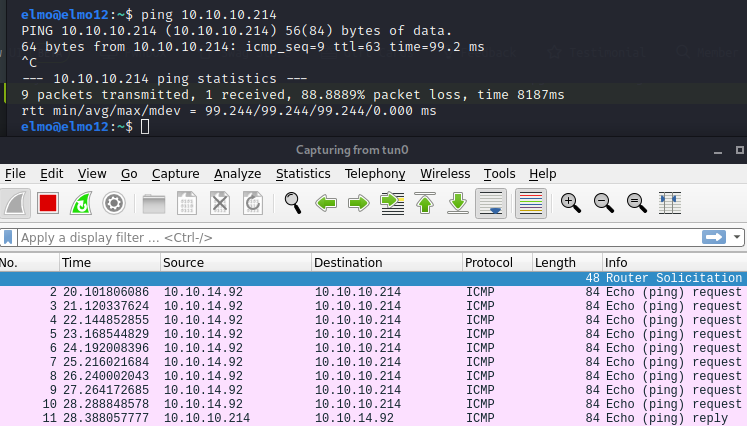 elmo@elmo12:~$ ping 10.10.10.214
PING 10.10.10.214 (10.10.10.214) 56(84) bytes of data.
64 bytes from 10.10.10.214: icmp_seq=9 ttl=63 time=99.2 ms
^C
--- 10.10.10.214 ping statistics ---
9 packets transmitted, 1 received, 88.8889% packet loss, time 8187ms
rtt min/avg/max/mdev = 99.244/99.244/99.244/0.000 ms
elmo@elmo12:~$
Capturing from tun0
File Edit View Go Capture Analyze Statistics Telephony Wireless Tools Help
Apply a display filter ... <Ctrl-/>
No. Time Source Destination Protocol Length Info
48 Router Solicitation
2 20.101806086 10.10.14.92 10.10.10.214 ICMP 84 Echo (ping) request
3 21.120337624 10.10.14.92 10.10.10.214 ICMP 84 Echo (ping) request
4 22.144852855 10.10.14.92 10.10.10.214 ICMP 84 Echo (ping) request
5 23.168544829 10.10.14.92 10.10.10.214 ICMP 84 Echo (ping) request
6 24.192008396 10.10.14.92 10.10.10.214 ICMP 84 Echo (ping) request
7 25.216021684 10.10.14.92 10.10.10.214 ICMP 84 Echo (ping) request
8 26.240002043 10.10.14.92 10.10.10.214 ICMP 84 Echo (ping) request
9 27.264172685 10.10.14.92 10.10.10.214 ICMP 84 Echo (ping) request
10 28.288848578 10.10.14.92 10.10.10.214 ICMP 84 Echo (ping) request
11 28.388057777 10.10.10.214 10.10.14.92 ICMP 84 Echo (ping) reply